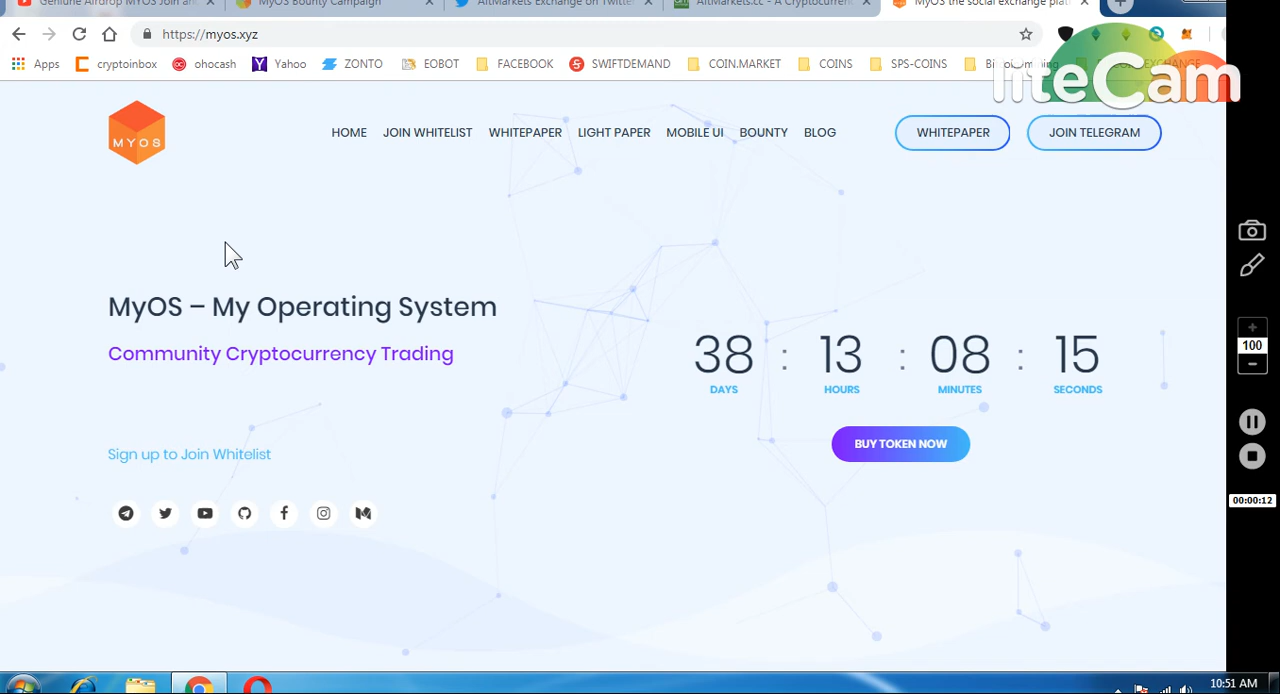 Geniune Airdrop MYOS Join and
MyOS Bounty Campaign
AltMarkets Exchange on Twitter
AltMarkets.cc - A Cryptocurren
MyOS the social exchange plat
https://myos.xyz
liteCam
Apps cryptoinbox ohocash Yahoo ZONTO EOBOT FACEBOOK SWIFTDEMAND COIN.MARKET COINS SPS-COINS
MYOS
HOME JOIN WHITELIST WHITEPAPER LIGHT PAPER MOBILE UI BOUNTY BLOG WHITEPAPER JOIN TELEGRAM
MyOS – My Operating System
Community Cryptocurrency Trading
38 : 13 : 08 : 15
DAYS HOURS MINUTES SECONDS
BUY TOKEN NOW
Sign up to Join Whitelist
100
00:00:12
10:51 AM